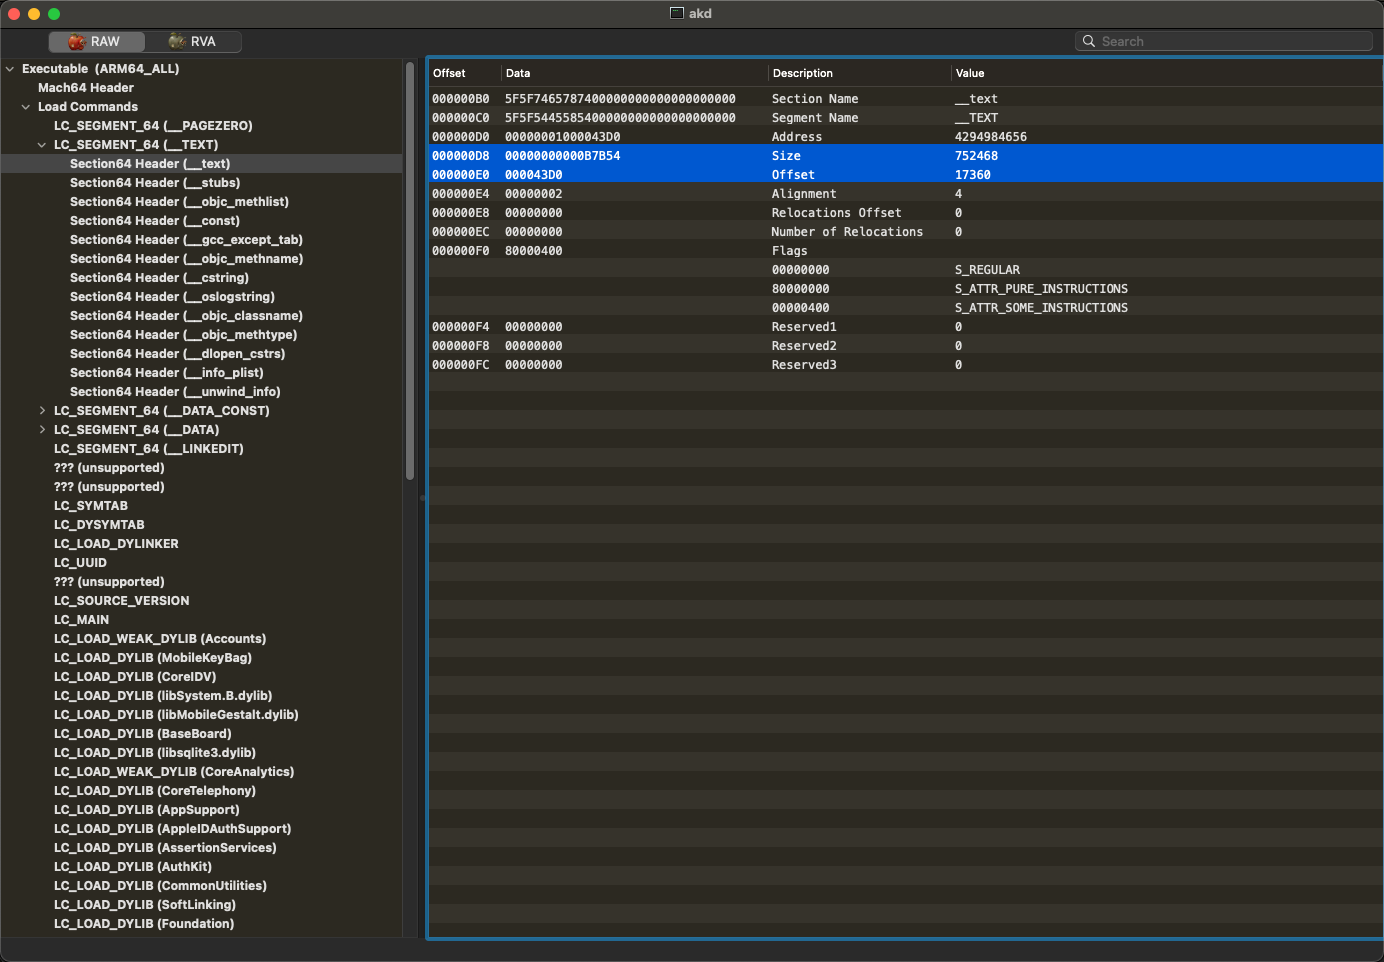 akd
RAW RVA Search
Executable (ARM64_ALL)
Mach64 Header
Load Commands
LC_SEGMENT_64 (__PAGEZERO)
LC_SEGMENT_64 (__TEXT)
Section64 Header (__text)
Section64 Header (__stubs)
Section64 Header (__objc_methlist)
Section64 Header (__const)
Section64 Header (__gcc_except_tab)
Section64 Header (__objc_methname)
Section64 Header (__cstring)
Section64 Header (__oslogstring)
Section64 Header (__objc_classname)
Section64 Header (__objc_methtype)
Section64 Header (__dlopen_cstrs)
Section64 Header (__info_plist)
Section64 Header (__unwind_info)
LC_SEGMENT_64 (__DATA_CONST)
LC_SEGMENT_64 (__DATA)
LC_SEGMENT_64 (__LINKEDIT)
??? (unsupported)
??? (unsupported)
LC_SYMTAB
LC_DYSYMTAB
LC_LOAD_DYLINKER
LC_UUID
??? (unsupported)
LC_SOURCE_VERSION
LC_MAIN
LC_LOAD_WEAK_DYLIB (Accounts)
LC_LOAD_DYLIB (MobileKeyBag)
LC_LOAD_DYLIB (CoreIDV)
LC_LOAD_DYLIB (libSystem.B.dylib)
LC_LOAD_DYLIB (libMobileGestalt.dylib)
LC_LOAD_DYLIB (BaseBoard)
LC_LOAD_DYLIB (libsqlite3.dylib)
LC_LOAD_WEAK_DYLIB (CoreAnalytics)
LC_LOAD_DYLIB (CoreTelephony)
LC_LOAD_DYLIB (AppSupport)
LC_LOAD_DYLIB (AppleIDAuthSupport)
LC_LOAD_DYLIB (AssertionServices)
LC_LOAD_DYLIB (AuthKit)
LC_LOAD_DYLIB (CommonUtilities)
LC_LOAD_DYLIB (SoftLinking)
LC_LOAD_DYLIB (Foundation)
Offset Data Description Value
000000B0 5F5F7465787400000000000000000000 Section Name __text
000000C0 5F5F5445585400000000000000000000 Segment Name __TEXT
000000D0 00000001000043D0 Address 4294984656
000000D8 00000000000B7B54 Size 752468
000000E0 000043D0 Offset 17360
000000E4 00000002 Alignment 4
000000E8 00000000 Relocations Offset 0
000000EC 00000000 Number of Relocations 0
000000F0 80000400 Flags
00000000 S_REGULAR
80000000 S_ATTR_PURE_INSTRUCTIONS
00000400 S_ATTR_SOME_INSTRUCTIONS
000000F4 00000000 Reserved1 0
000000F8 00000000 Reserved2 0
000000FC 00000000 Reserved3 0